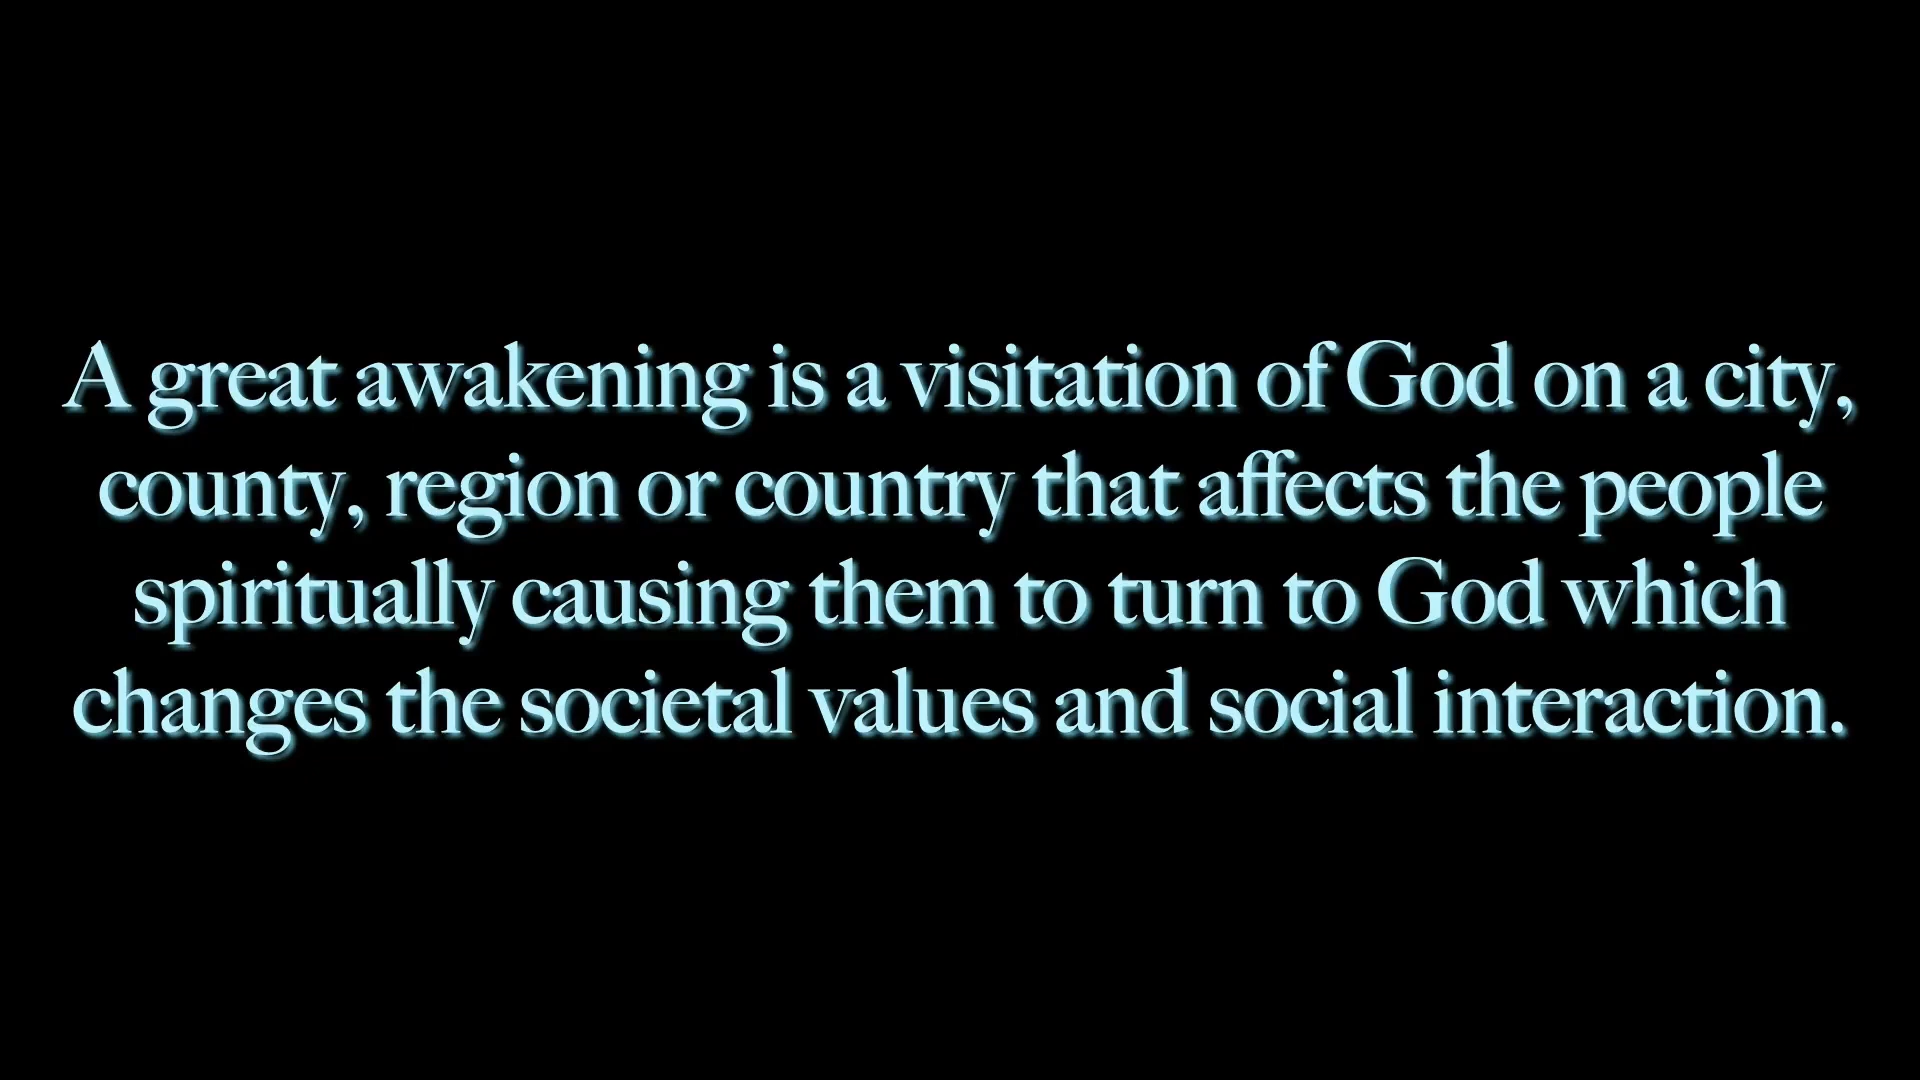 A great awakening is a visitation of God on a city,
county, region or country that affects the people
spiritually causing them to turn to God which
changes the societal values and social interaction.